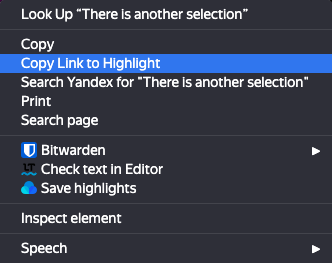 Look Up “There is another selection”
Copy
Copy Link to Highlight
Search Yandex for "There is another selection"
Print
Search page
Bitwarden
LT Check text in Editor
Save highlights
Inspect element
Speech